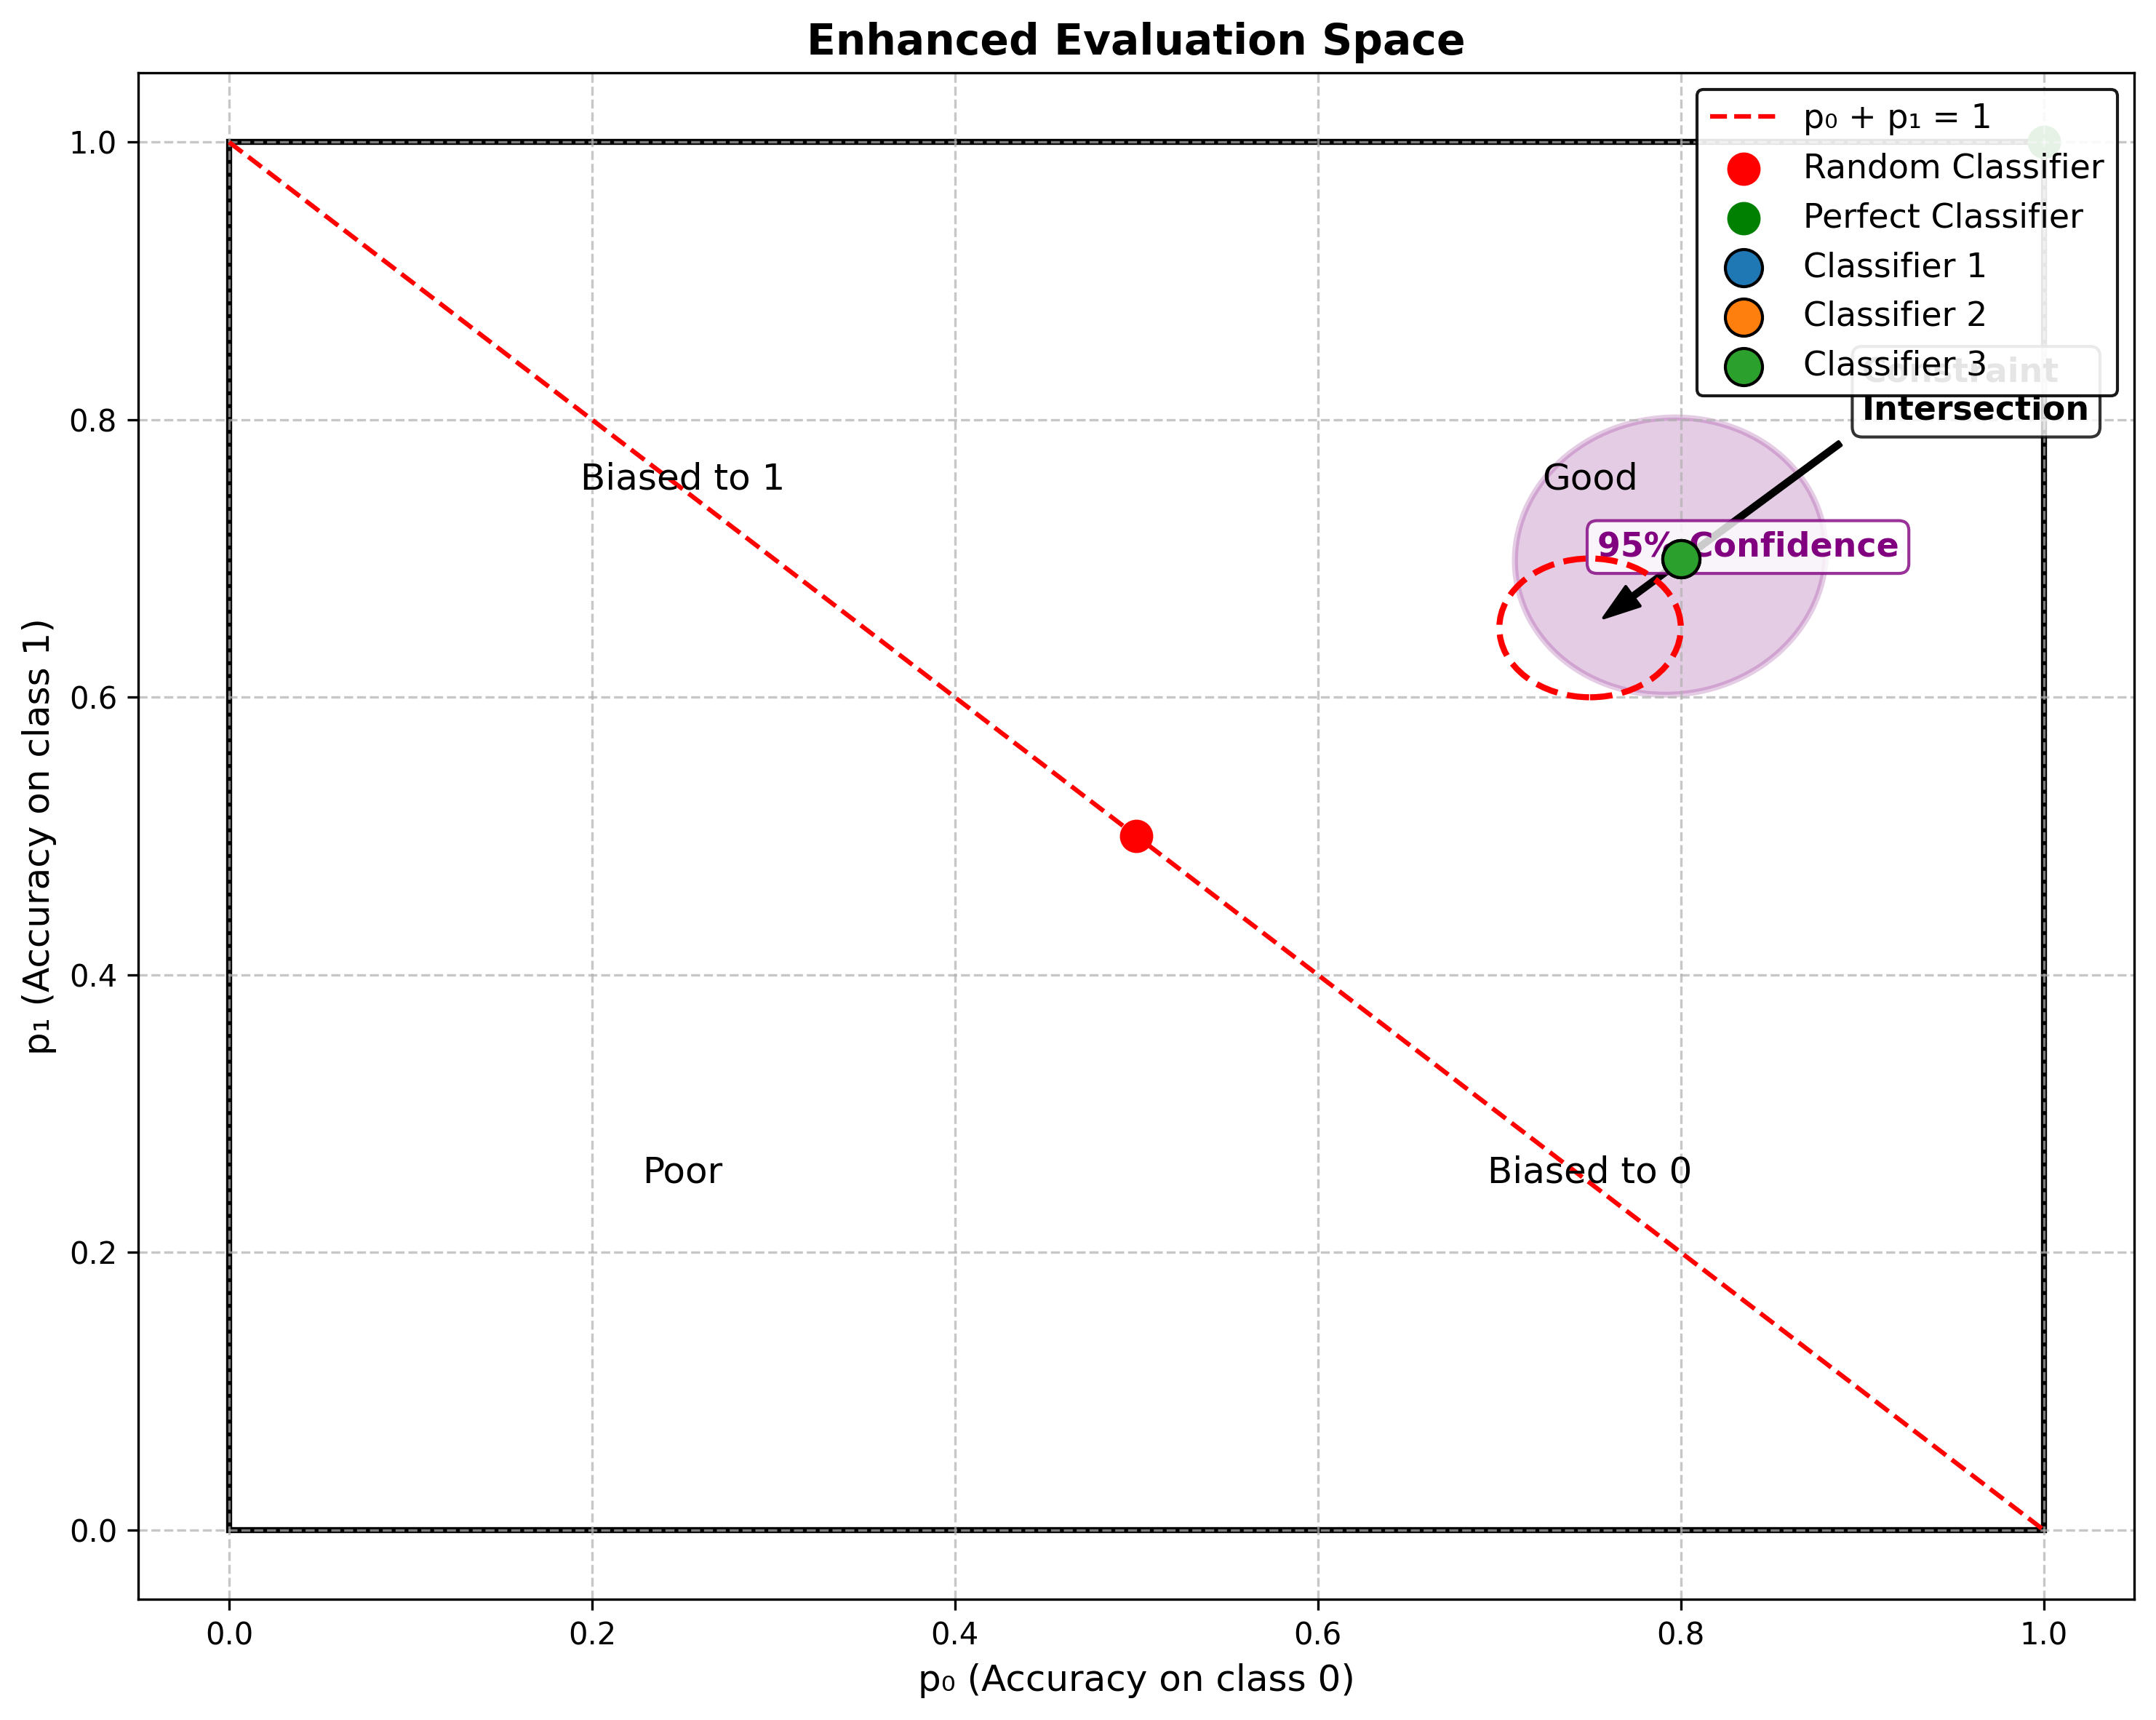 Enhanced Evaluation Space
p₀ + p₁ = 1
Random Classifier
Perfect Classifier
Classifier 1
Classifier 2
Classifier 3
Constraint
Intersection
Biased to 1
Good
95% Confidence
Poor
Biased to 0
1.0
0.8
0.6
0.4
0.2
0.0
p₁ (Accuracy on class 1)
0.0 0.2 0.4 0.6 0.8 1.0
p₀ (Accuracy on class 0)